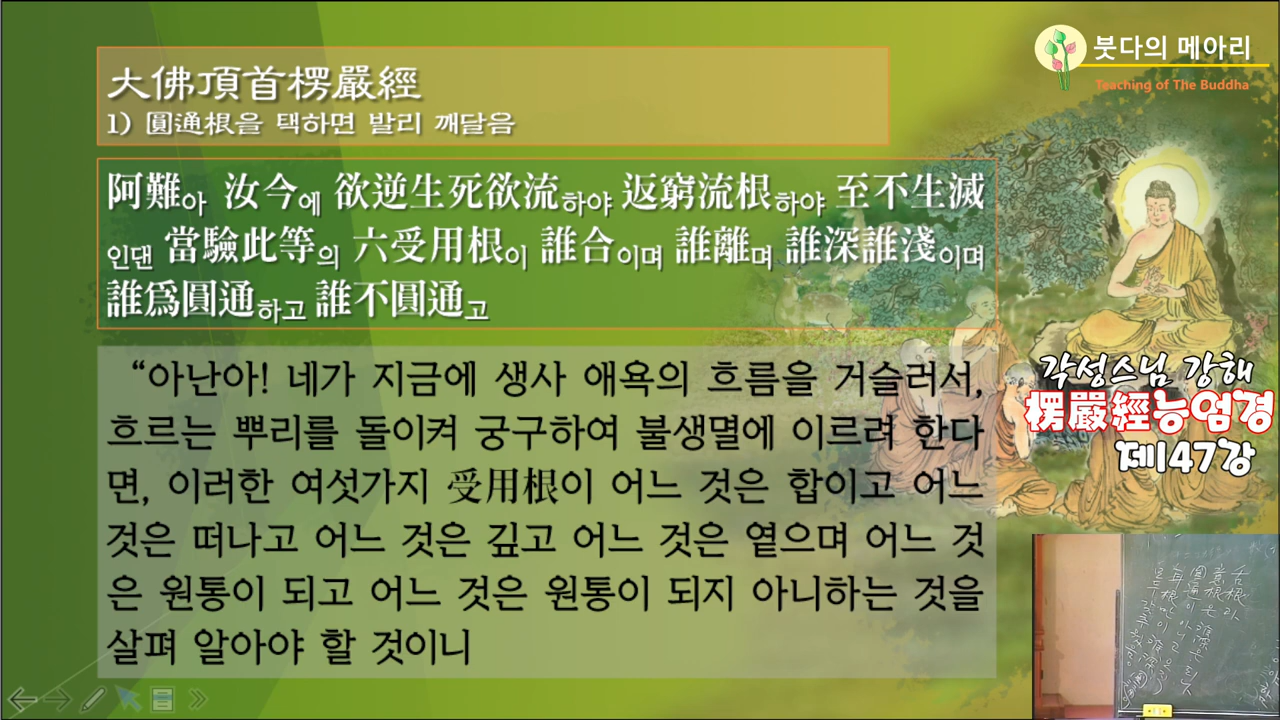 大佛頂首楞嚴經
1) 圓通根을 택하면 발리 깨달음
阿難아 汝今에 欲逆生死欲流하야 返窮流根하야 至不生滅
인댄 當驗此等의 六受用根이 誰合이며 誰離며 誰深誰淺이며
誰爲圓通하고 誰不圓通고
“아난아! 네가 지금에 생사 애욕의 흐름을 거슬러서,
흐르는 뿌리를 돌이켜 궁구하여 불생멸에 이르려 한다
면, 이러한 여섯가지 受用根이 어느 것은 합이고 어느
것은 떠나고 어느 것은 깊고 어느 것은 옅으며 어느 것
은 원통이 되고 어느 것은 원통이 되지 아니하는 것을
살펴 알아야 할 것이니
붓다의 메아리
Teaching of The Buddha
각성스님 강해
楞嚴經능엄경
제147강